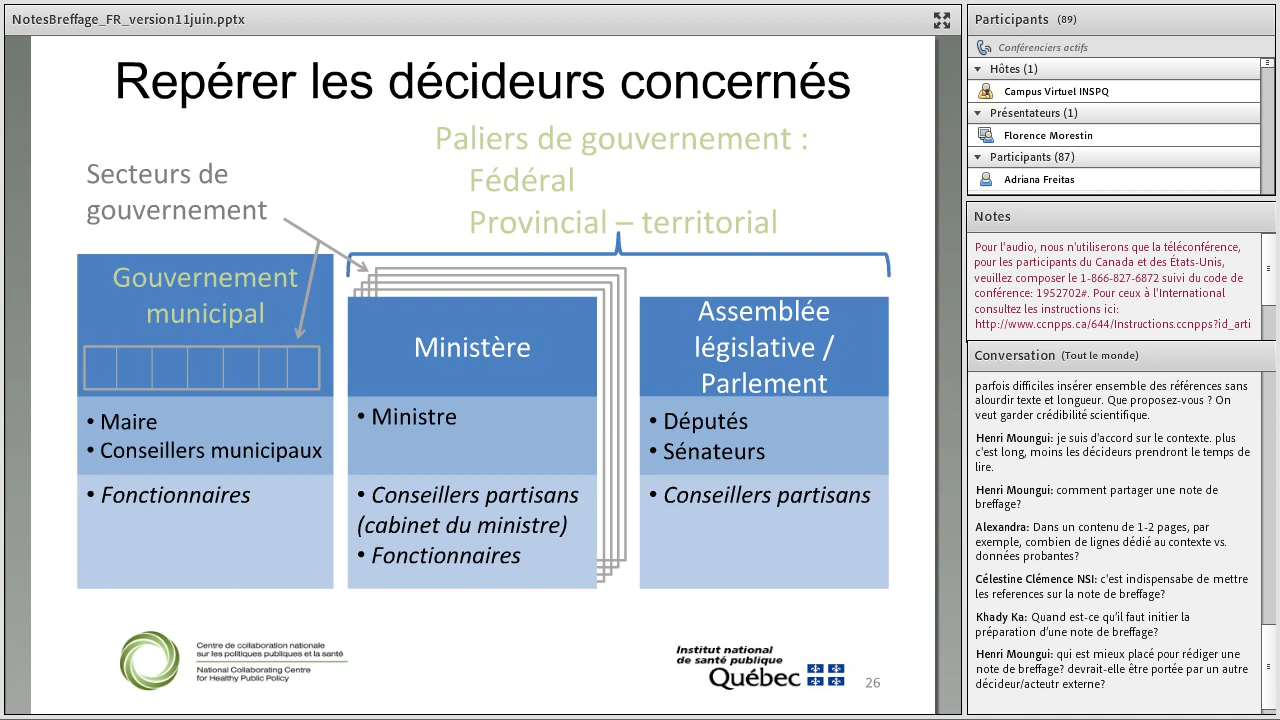 NotesBreffage_FR_version11juin.pptx
Repérer les décideurs concernés
Paliers de gouvernement :
Fédéral
Provincial – territorial
Secteurs de
gouvernement
Gouvernement
municipal
• Maire
• Conseillers municipaux
• Fonctionnaires
Ministère
• Ministre
• Conseillers partisans
(cabinet du ministre)
• Fonctionnaires
Assemblée
législative /
Parlement
• Députés
• Sénateurs
• Conseillers partisans
Centre de collaboration nationale
sur les politiques publiques et la santé
National Collaborating Centre
for Healthy Public Policy
Institut national
de santé publique
Québec
26
Participants (89)
Conférenciers actifs
Hôtes (1)
Campus Virtuel INSPQ
Présentateurs (1)
Florence Morestin
Participants (87)
Adriana Freitas
Notes
Pour l'audio, nous n'utiliserons que la téléconférence,
pour les participants du Canada et des États-Unis,
veuillez composer le 1-866-827-6872 suivi du code de
conférence: 1064972#. Pour ceux à l'International
consultez les instructions ici:
http://www.ccnpps.ca/644/Instructions.ccnpps?id_arti
Conversation (Tout le monde)
parfois difficiles insérer ensemble des références sans
alourdir texte et longueur. Que proposez-vous ? On
veut garder crédibilité scientifique.
Henri Moungui: je suis d'accord sur le contexte. plus
c'est long, moins les décideurs prendront le temps de
lire.
Henri Moungui: comment partager une note de
breffage?
Alexandra: Dans un contenu de 1-2 pages, par
exemple, combien de lignes dédié au contexte vs.
données probantes?
Célestine Clemence NSI: c'est indispensabe de mettre
les references sur la note de breffage?
Khady Ka: Quand est-ce qu'il faut initier la
préparation d'une note de breffage?
Henri Moungui: qui est mieux placé pour rédiger une
note de breffage? doit-elle être portée par un autre
décideur/acteutr externe?